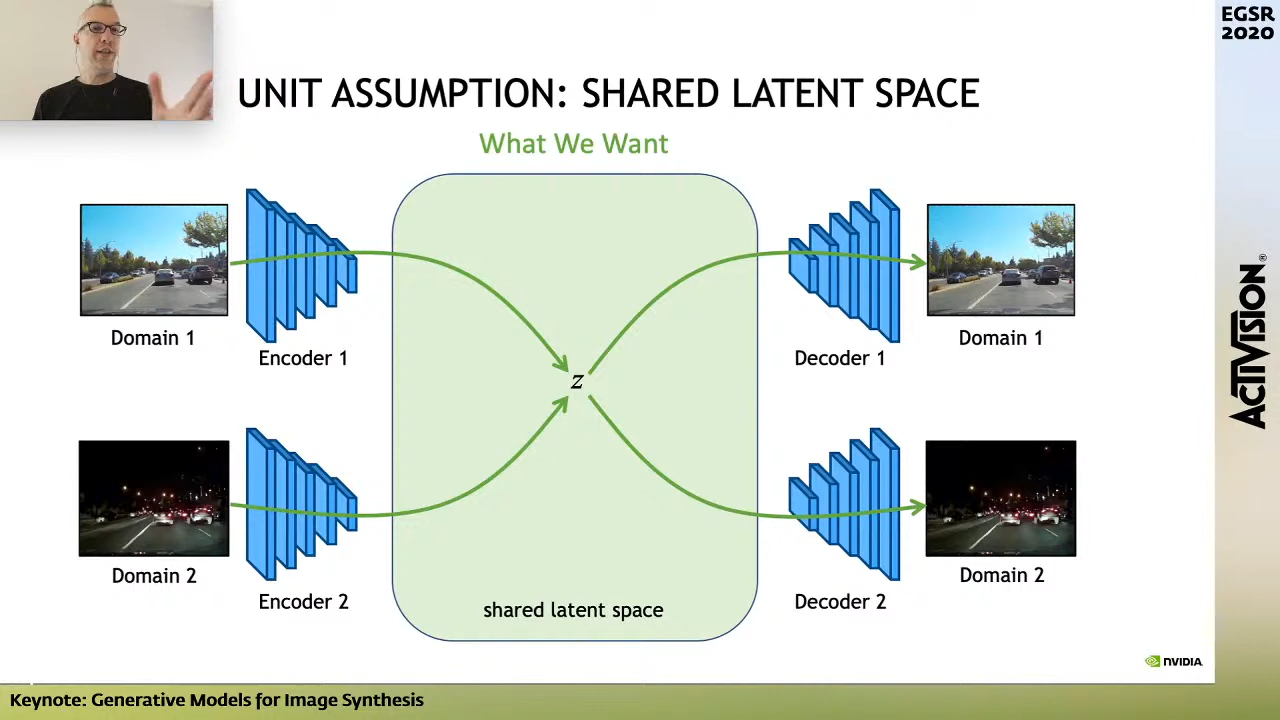 EGSR
2020
UNIT ASSUMPTION: SHARED LATENT SPACE
What We Want
Domain 1
Encoder 1
Decoder 1
Domain 1
z
Domain 2
Encoder 2
Decoder 2
Domain 2
shared latent space
ACTIVISION®
NVIDIA
Keynote: Generative Models for Image Synthesis